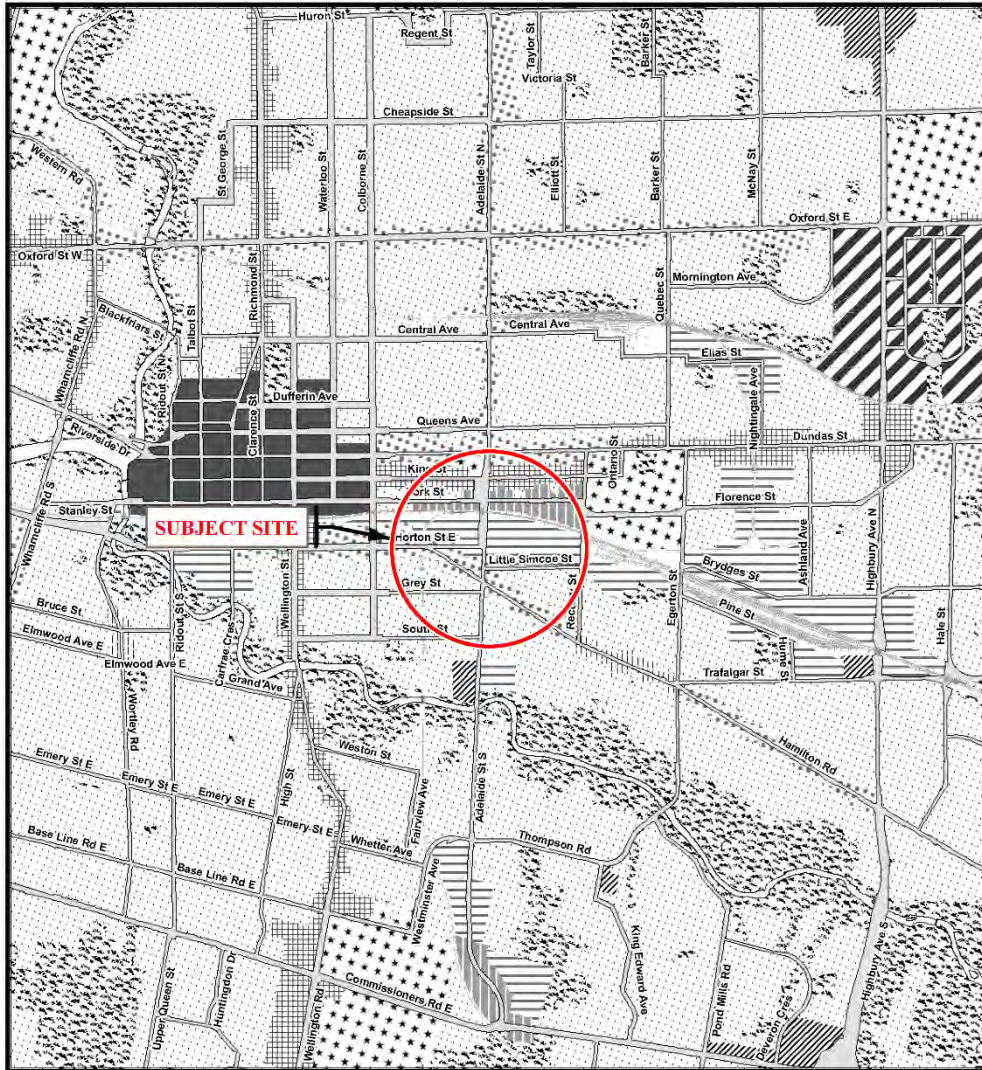 Huron St
Regent St
Taylor St
Barker St
Victoria St
Cheapside St
St George St
Western Rd
Waterloo St
Colborne St
Adelaide St N
Elliott St
Barker St
McNay St
Oxford St E
Oxford St W
Richmond St
Talbot St
Quebec St
Mornington Ave
Blackfriars St
Central Ave
Central Ave
Elias St
Wharncliffe Rd N
Ridout St N
Clarence St
Dufferin Ave
Nightingale Ave
Queens Ave
Dundas St
Riverside Dr
Ontario St
King St
York St
Florence St
Stanley St
SUBJECT SITE
Horton St E
Wharncliffe Rd S
Little Simcoe St
Ashland Ave
Highbury Ave N
Brydges St
Wellington St
Grey St
Egerton St
Pine St
Bruce St
Ridout St S
Hale St
South St
Elmwood Ave E
Carfrae Cres
Hume St
Elmwood Ave E
Trafalgar St
Grand Ave
Wortley Rd
Weston St
Hamilton Rd
Emery St E
Emery St E
Emery St E
High St
Fairview Ave
Adelaide St S
Emery St E
Whetter Ave
Thompson Rd
Base Line Rd E
Base Line Rd E
Westminster Ave
King Edward Ave
Highbury Ave S
Upper Queen St
Huntingdon Dr
Wellington Rd
Commissioners Rd E
Pond Mills Rd
Deveron Cres